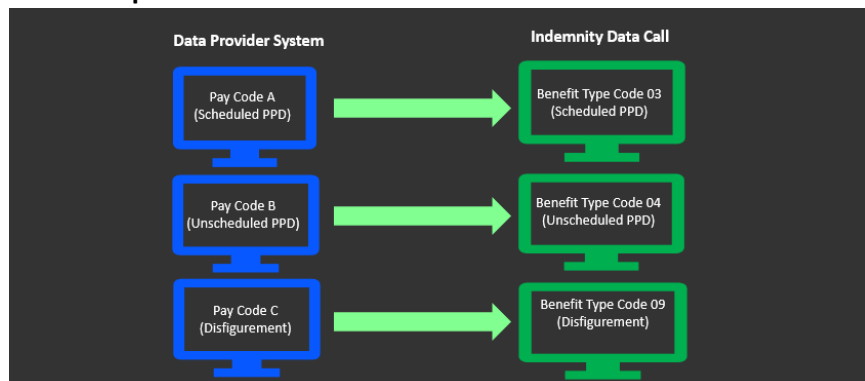 Data Provider System
Indemnity Data Call
Pay Code A
(Scheduled PPD)
Benefit Type Code 03
(Scheduled PPD)
Pay Code B
(Unscheduled PPD)
Benefit Type Code 04
(Unscheduled PPD)
Pay Code C
(Disfigurement)
Benefit Type Code 09
(Disfigurement)